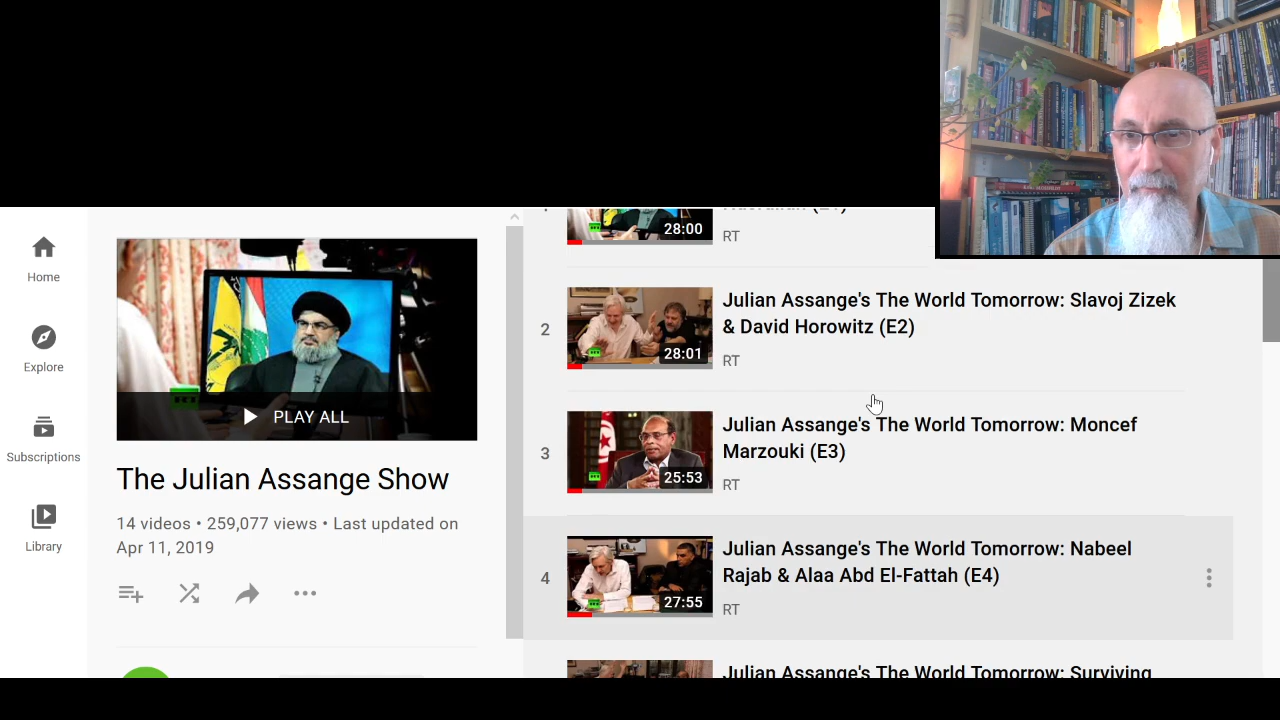 Home
Explore
Subscriptions
Library
PLAY ALL
The Julian Assange Show
14 videos • 259,077 views • Last updated on
Apr 11, 2019
28:00
RT
2
28:01
Julian Assange's The World Tomorrow: Slavoj Zizek
& David Horowitz (E2)
RT
3
25:53
Julian Assange's The World Tomorrow: Moncef
Marzouki (E3)
RT
4
27:55
Julian Assange's The World Tomorrow: Nabeel
Rajab & Alaa Abd El-Fattah (E4)
RT
Julian Assange's The World Tomorrow: Surviving